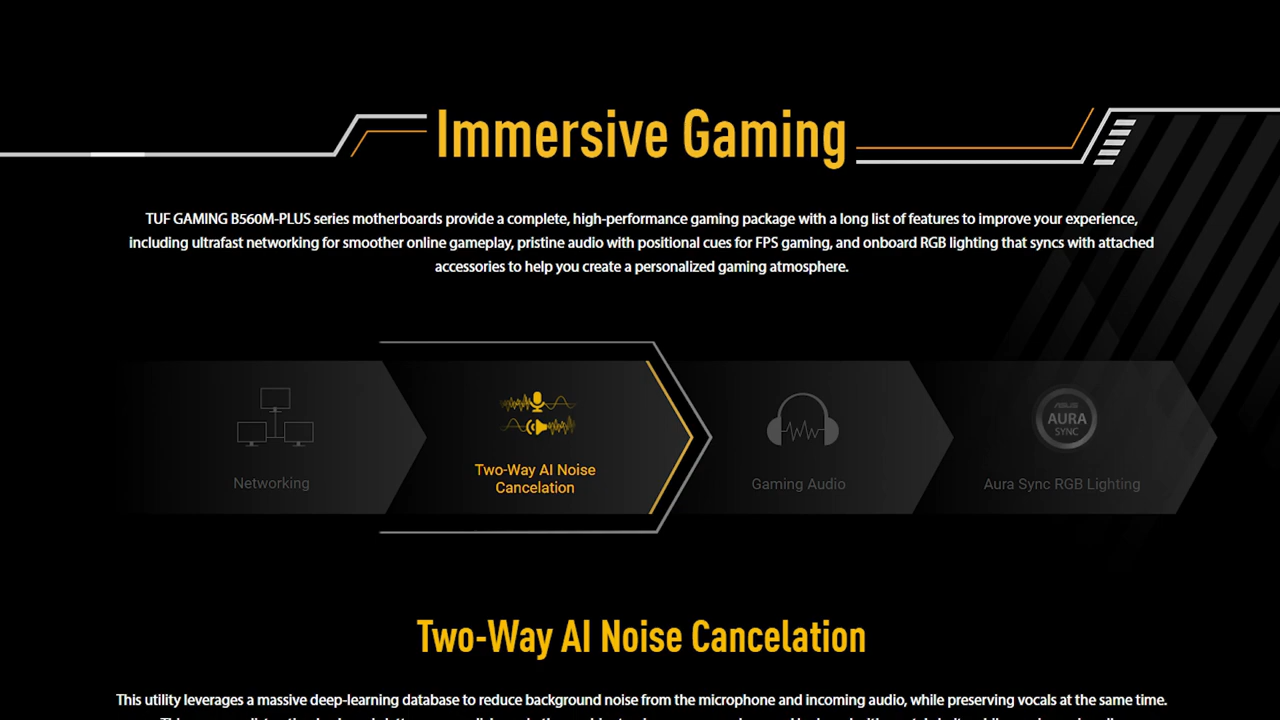 Immersive Gaming
TUF GAMING B560M-PLUS series motherboards provide a complete, high-performance gaming package with a long list of features to improve your experience,
including ultrafast networking for smoother online gameplay, pristine audio with positional cues for FPS gaming, and onboard RGB lighting that syncs with attached
accessories to help you create a personalized gaming atmosphere.
Networking
Two-Way AI Noise
Cancelation
Gaming Audio
ASUS
AURA
SYNC
Aura Sync RGB Lighting
Two-Way AI Noise Cancelation
This utility leverages a massive deep-learning database to reduce background noise from the microphone and incoming audio, while preserving vocals at the same time.